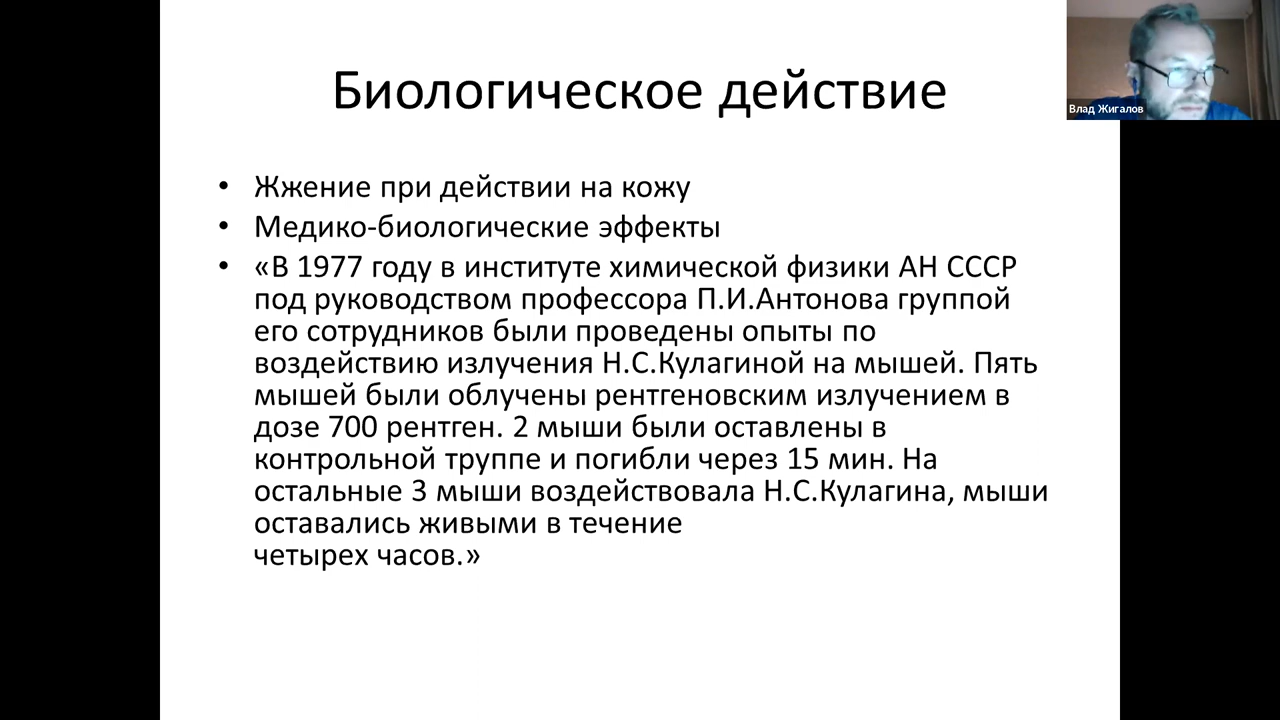 Биологическое действие
Влад Жигалов
• Жжение при действии на кожу
• Медико-биологические эффекты
• «В 1977 году в институте химической физики АН СССР
под руководством профессора П.И.Антонова группой
его сотрудников были проведены опыты по
воздействию излучения Н.С.Кулагиной на мышей. Пять
мышей были облучены рентгеновским излучением в
дозе 700 рентген. 2 мыши были оставлены в
контрольной труппе и погибли через 15 мин. На
остальные 3 мыши воздействовала Н.С.Кулагина, мыши
оставались живыми в течение
четырех часов.»